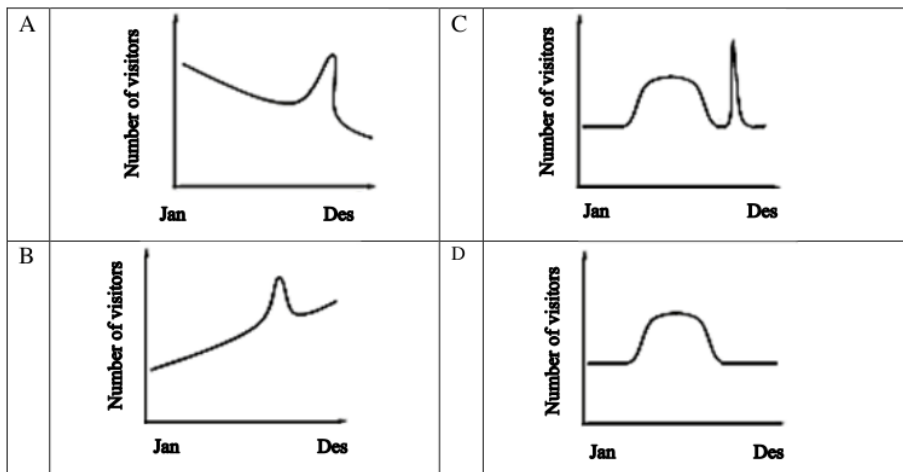 A
Number of visitors
Jan
Des
C
Number of visitors
Jan
Des
B
Number of visitors
Jan
Des
D
Number of visitors
Jan
Des